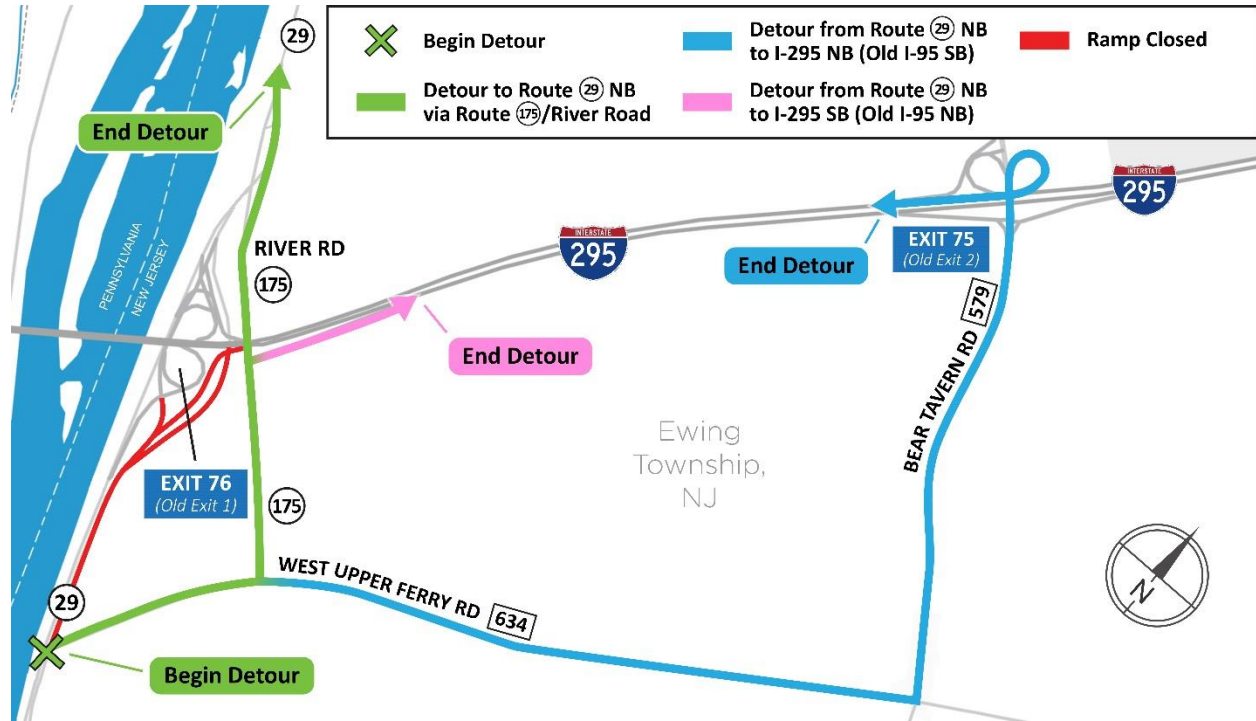 Begin Detour
Detour to Route 29 NB
via Route 175/River Road
Detour from Route 29 NB
to I-295 NB (Old I-95 SB)
Detour from Route 29 NB
to I-295 SB (Old I-95 NB)
Ramp Closed
29
End Detour
PENNSYLVANIA
NEW JERSEY
RIVER RD
175
INTERSTATE
295
End Detour
End Detour
EXIT 75
(Old Exit 2)
INTERSTATE
295
BEAR TAVERN RD 579
Ewing
Township,
NJ
EXIT 76
(Old Exit 1)
175
WEST UPPER FERRY RD 634
29
Begin Detour
N